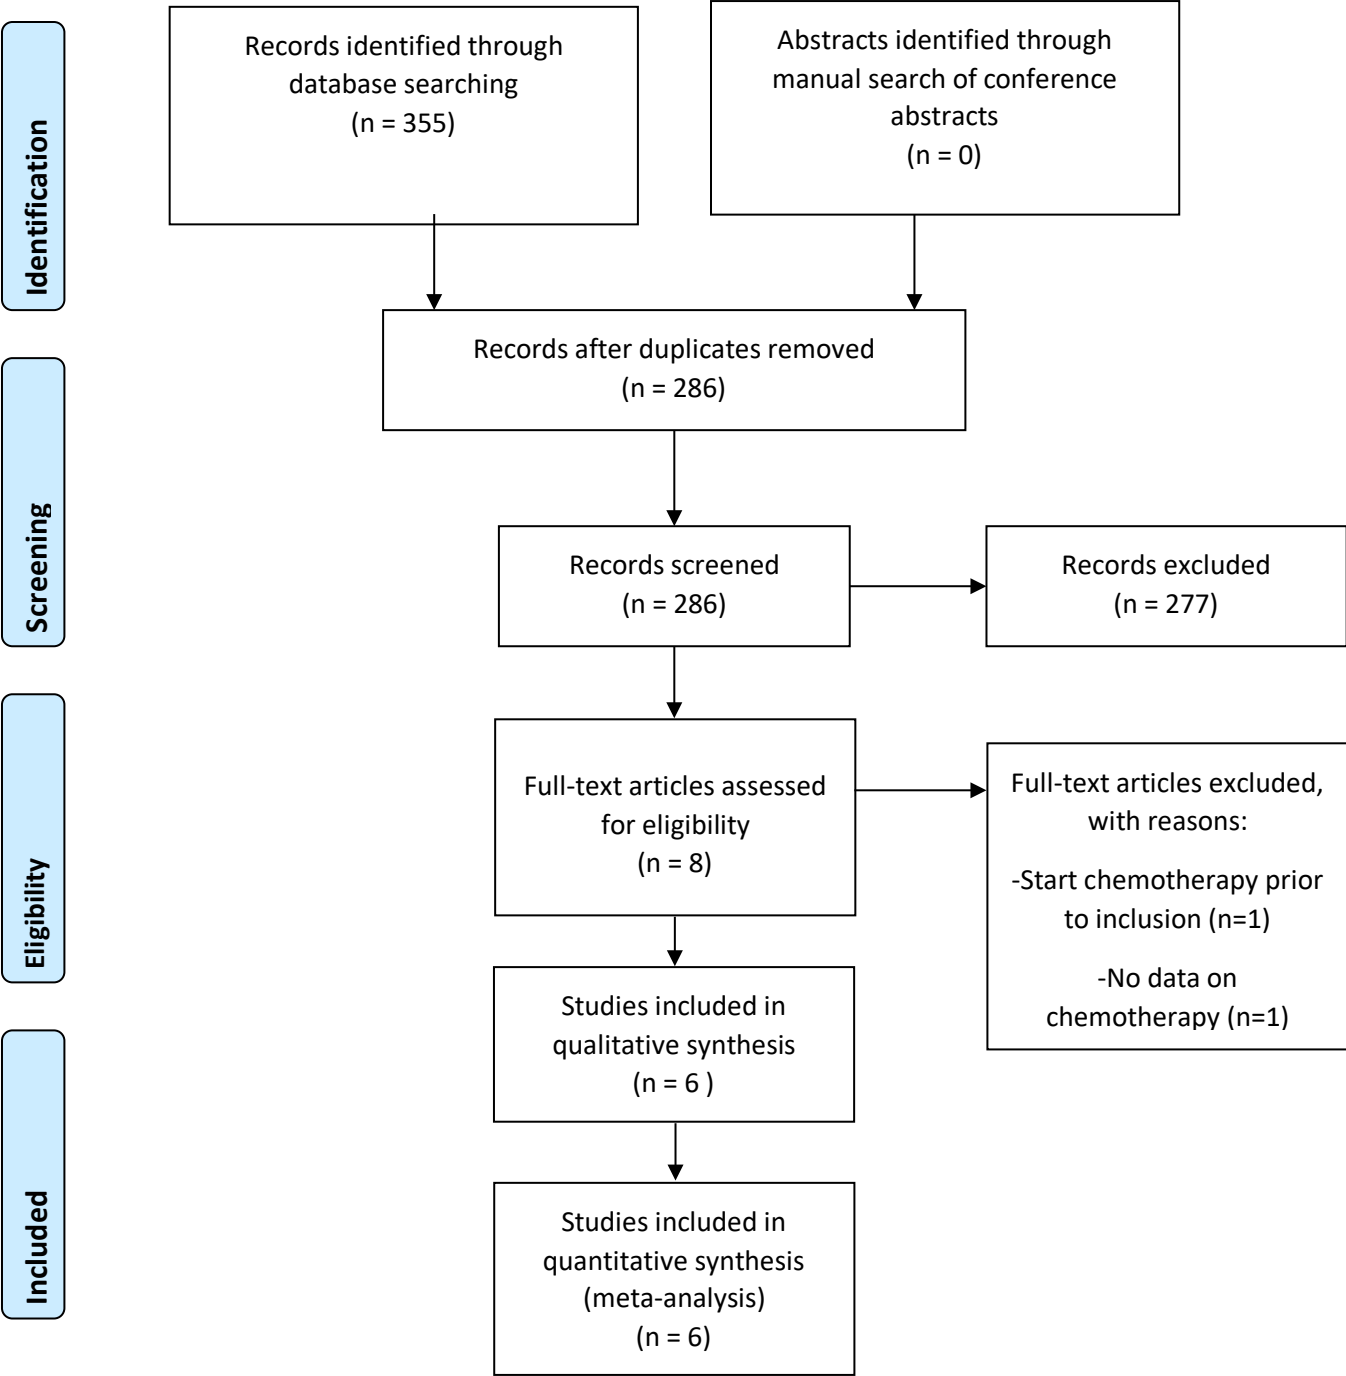 Identification
Records identified through
database searching
(n = 355)
Abstracts identified through
manual search of conference
abstracts
(n = 0)
Records after duplicates removed
(n = 286)
Screening
Records screened
(n = 286)
Records excluded
(n = 277)
Eligibility
Full-text articles assessed
for eligibility
(n = 8)
Full-text articles excluded,
with reasons:
-Start chemotherapy prior
to inclusion (n=1)
-No data on
chemotherapy (n=1)
Studies included in
qualitative synthesis
(n = 6 )
Included
Studies included in
quantitative synthesis
(meta-analysis)
(n = 6)